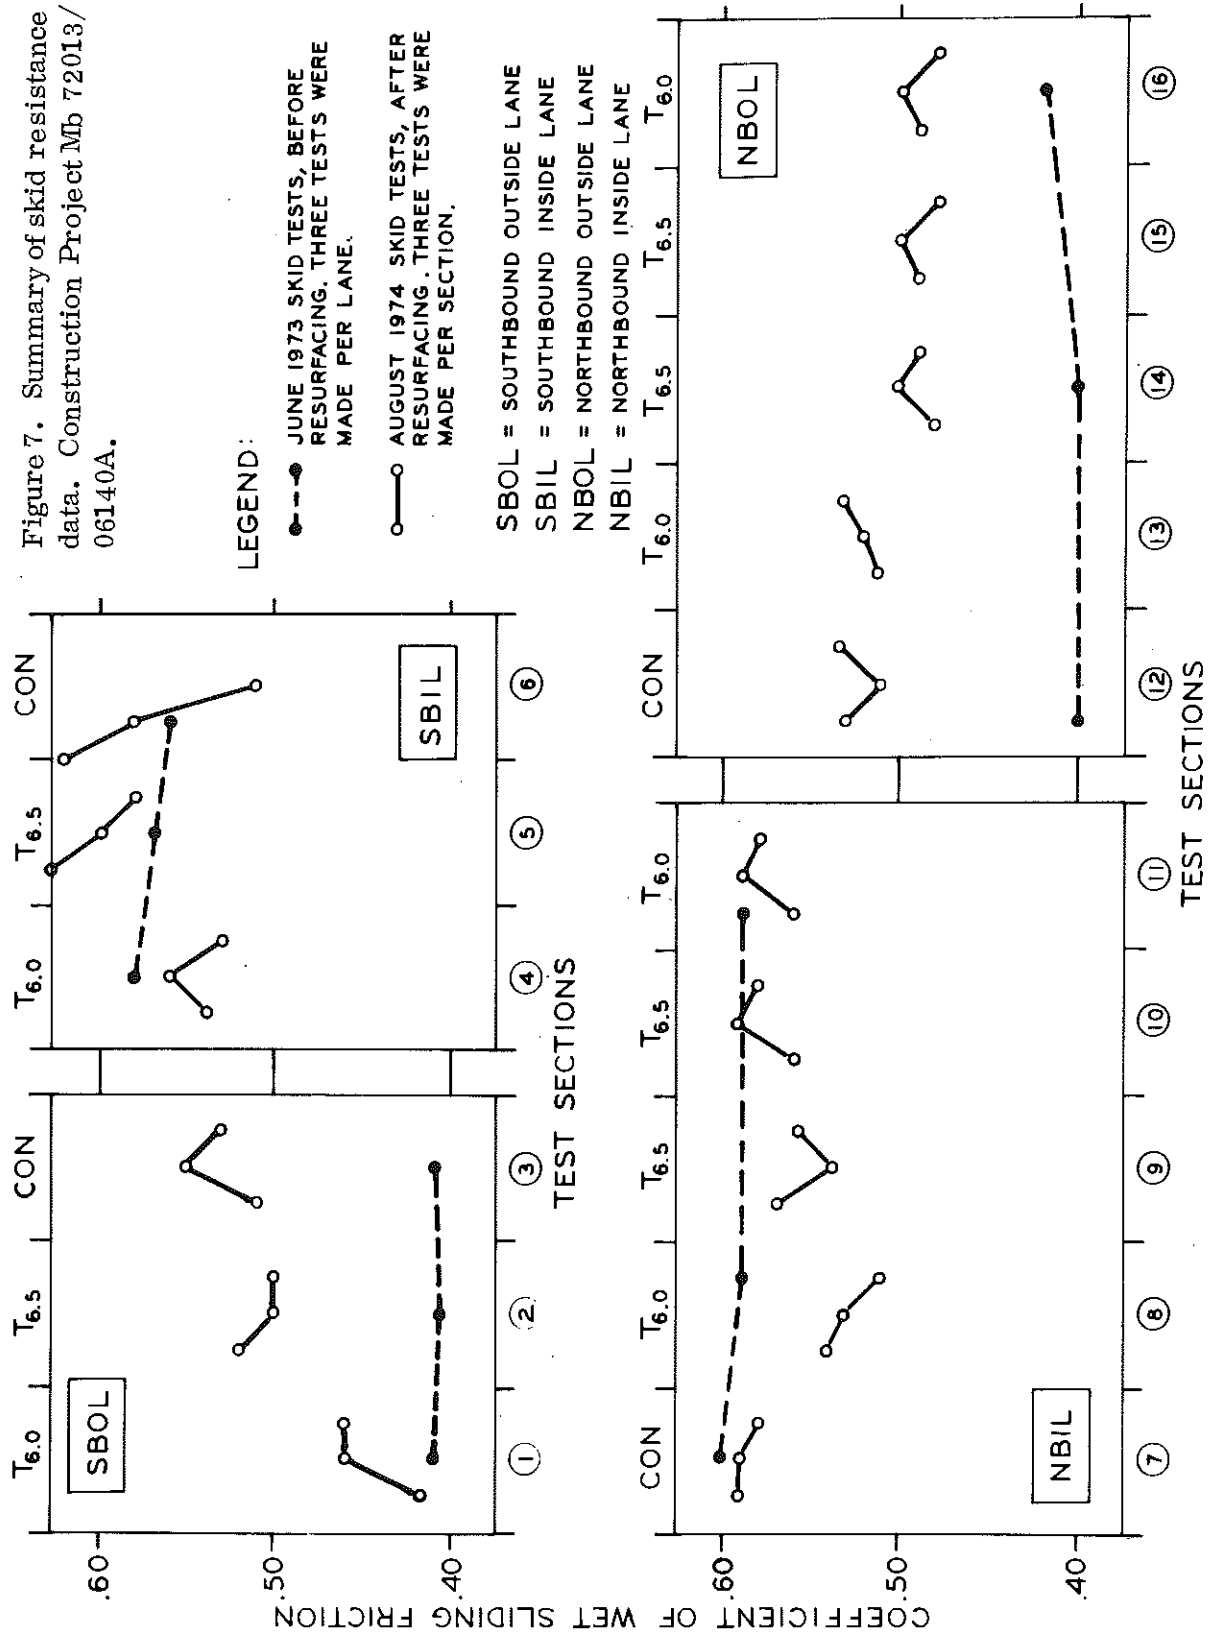 Figure 7. Summary of skid resistance
data. Construction Project Mb 72013/
06140A.
LEGEND:
JUNE 1973 SKID TESTS, BEFORE
RESURFACING. THREE TESTS WERE
MADE PER LANE.
AUGUST 1974 SKID TESTS, AFTER
RESURFACING. THREE TESTS WERE
MADE PER SECTION.
SBOL = SOUTHBOUND OUTSIDE LANE
SBIL = SOUTHBOUND INSIDE LANE
NBOL = NORTHBOUND OUTSIDE LANE
NBIL = NORTHBOUND INSIDE LANE
COEFFICIENT OF WET SLIDING FRICTION
T6.0 T6.5 CON
SBOL
.60
.50
.40
1 2 3
T6.0 T6.5 CON
SBIL
.60
.50
.40
4 5 6
TEST SECTIONS
CON T6.0 T6.5 T6.5 T6.0
NBIL
.60
.50
.40
7 8 9 10 11
CON T6.0 T6.5 T6.5 T6.0
NBOL
.50
.40
12 13 14 15 16
TEST SECTIONS